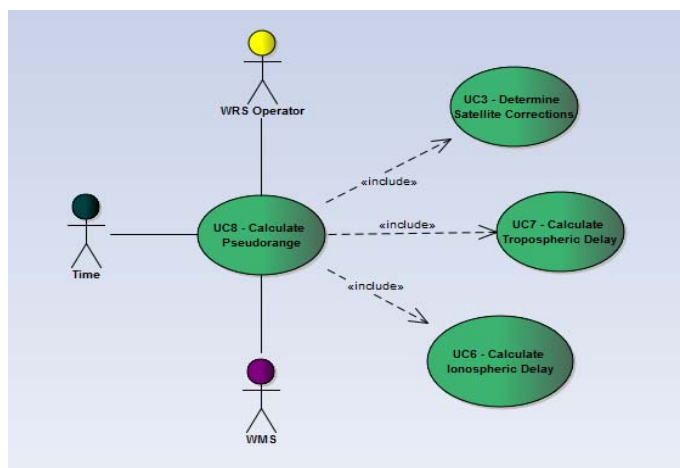 WRS Operator
UC3 - Determine
Satellite Corrections
«include»
Time
UC8 - Calculate
Pseudorange
«include»
UC7 - Calculate
Tropospheric Delay
«include»
UC6 - Calculate
Ionospheric Delay
WMS